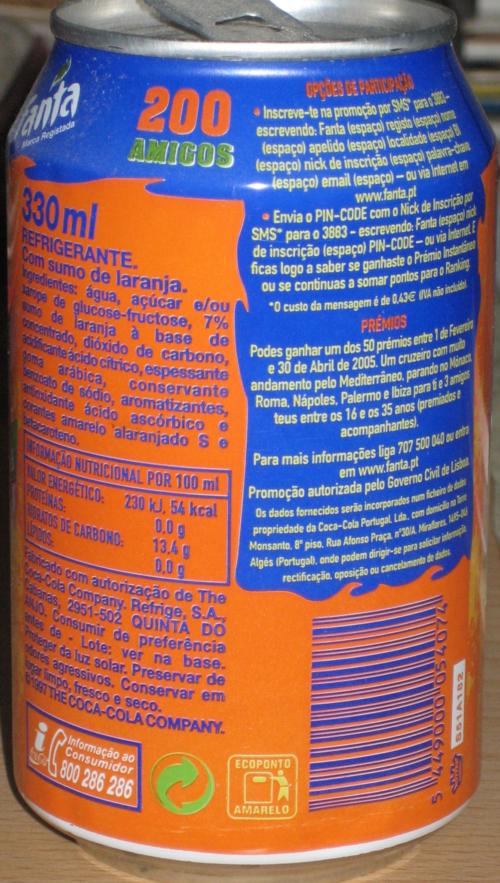 fanta
Marca Registada
200
AMIGOS
330 ml
REFRIGERANTE.
Com sumo de laranja.
Ingredientes: água, açúcar e/ou
xarope de glucose-fructose, 7%
sumo de laranja à base de
concentrado, dióxido de carbono,
acidificante ácido cítrico, espessante
goma arábica, conservante
benzoato de sódio, aromatizantes,
antioxidante ácido ascórbico e
corantes amarelo alaranjado S e
betacaroteno.
INFORMAÇÃO NUTRICIONAL POR 100 ml
VALOR ENERGÉTICO: 230 kJ, 54 kcal
PROTEÍNAS: 0,0 g
HIDRATOS DE CARBONO: 13,4 g
LÍPIDOS: 0,0 g
Fabricado com autorização de The
Coca-Cola Company. Refrige, S.A.,
Cabanas, 2951-502 QUINTA DO
ANJO. Consumir de preferência
antes de - Lote: ver na base.
Proteger da luz solar. Preservar de
odores agressivos. Conservar em
lugar limpo, fresco e seco.
©1997 THE COCA-COLA COMPANY.
Informação ao
Consumidor
800 286 286
ECOPONTO
AMARELO
OPÇÕES DE PARTICIPAÇÃO
• Inscreve-te na promoção por SMS* para o 3883 -
escrevendo: Fanta (espaço) registo (espaço) nome
(espaço) apelido (espaço) localidade (espaço) BI
(espaço) nick de inscrição (espaço) palavra-chave
(espaço) email (espaço) – ou via Internet em
www.fanta.pt
• Envia o PIN-CODE com o Nick de Inscrição por
SMS* para o 3883 - escrevendo: Fanta (espaço) nick
de inscrição (espaço) PIN-CODE – ou via Internet. E
ficas logo a saber se ganhaste o Prémio Instantâneo
ou se continuas a somar pontos para o Ranking.
*O custo da mensagem é de 0,43€ (IVA não incluído).
PRÉMIOS
Podes ganhar um dos 50 prémios entre 1 de Fevereiro
e 30 de Abril de 2005. Um cruzeiro com muito
andamento pelo Mediterrâneo, parando no Mónaco,
Roma, Nápoles, Palermo e Ibiza para ti e 3 amigos
teus entre os 16 e os 35 anos (premiados e
acompanhantes).
Para mais informações liga 707 500 040 ou entra
em www.fanta.pt
Promoção autorizada pelo Governo Civil de Lisboa.
Os dados fornecidos serão incorporados num ficheiro de dados
propriedade da Coca-Cola Portugal, Lda., com domicílio na Torre
Monsanto, 8º piso, Rua Afonso Praça, nº30/A, Miraflores, 1495-061
Algés (Portugal), onde podem dirigir-se para solicitar informação,
rectificação, oposição ou cancelamento de dados.
5 449000 054074
S51A182